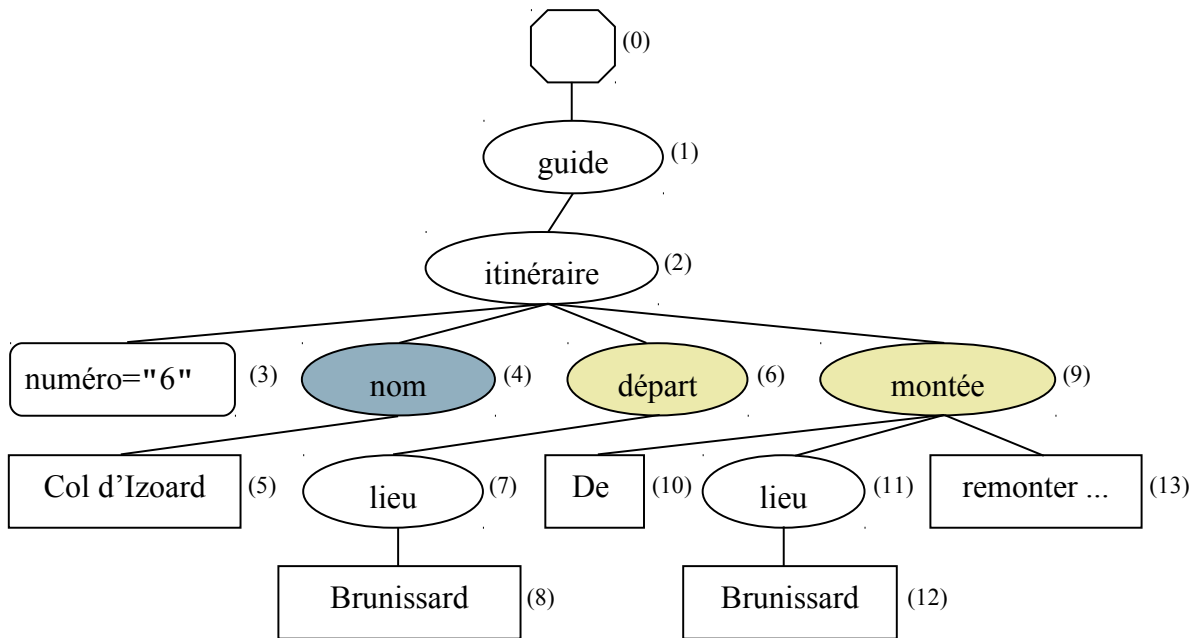 (0)
guide (1)
itinéraire (2)
numéro="6" (3) nom (4) départ (6) montée (9)
Col d’Izoard (5) lieu (7) De (10) lieu (11) remonter ... (13)
Brunissard (8) Brunissard (12)